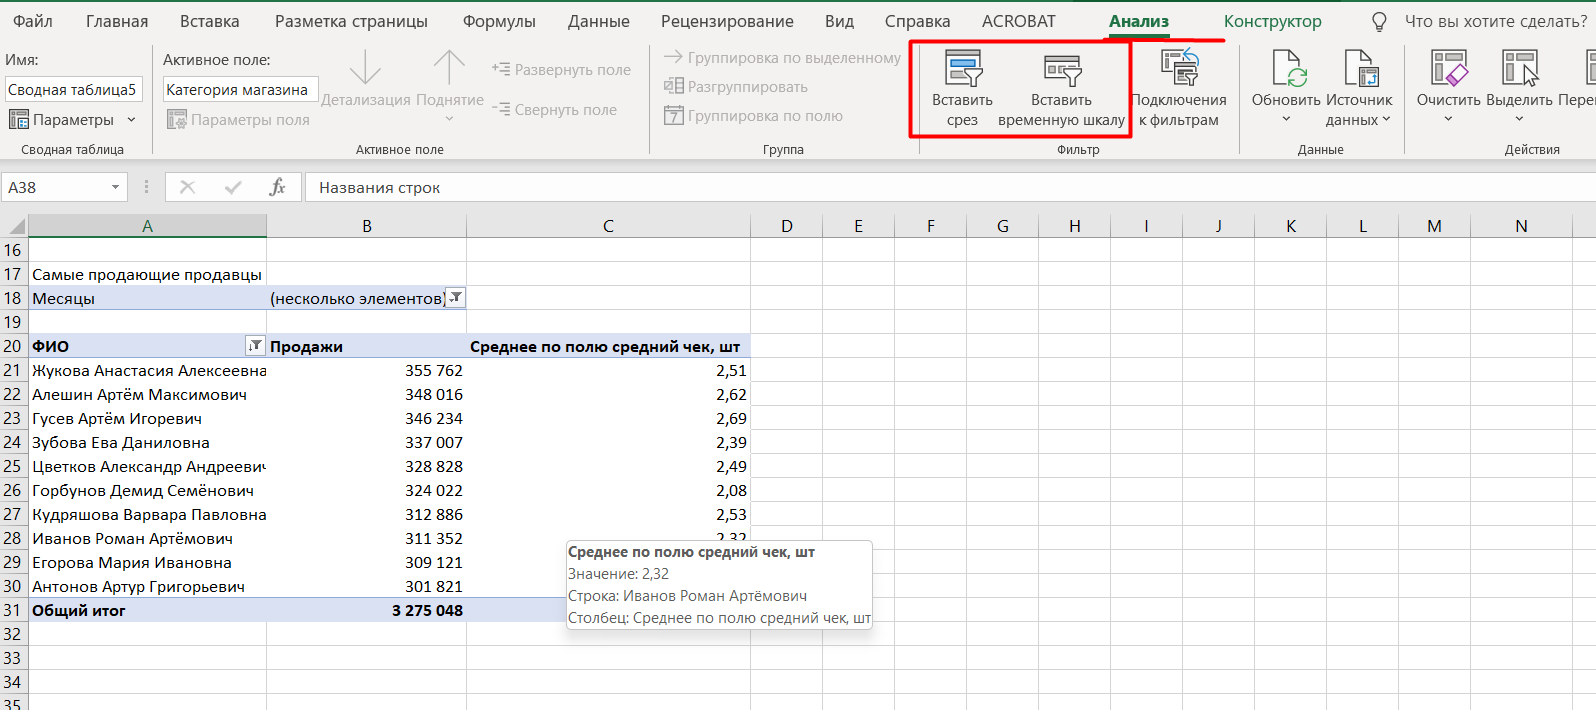 Файл Главная Вставка Разметка страницы Формулы Данные Рецензирование Вид Справка ACROBAT Анализ Конструктор Что вы хотите сделать?
Имя:
Сводная таблица5
Параметры
Сводная таблица
Активное поле:
Категория магазина
Параметры поля
Детализация
Поднятие
Развернуть поле
Свернуть поле
Активное поле
Группировка по выделенному
Разгруппировать
7 Группировка по полю
Группа
Вставить
срез
Вставить
временную шкалу
Подключения
к фильтрам
Фильтр
Обновить
Источник
данных
Данные
Очистить
Выделить
Действия
A38 fx Названия строк
A B C D E F G H I J K L M N
16
17 Самые продающие продавцы
18 Месяцы (несколько элементов)
19
20 ФИО Продажи Среднее по полю средний чек, шт
21 Жукова Анастасия Алексеевна 355 762 2,51
22 Алешин Артём Максимович 348 016 2,62
23 Гусев Артём Игоревич 346 234 2,69
24 Зубова Ева Даниловна 337 007 2,39
25 Цветков Александр Андреевич 328 828 2,49
26 Горбунов Демид Семёнович 324 022 2,08
27 Кудряшова Варвара Павловна 312 886 2,53
28 Иванов Роман Артёмович 311 352 2,32
29 Егорова Мария Ивановна 309 121
30 Антонов Артур Григорьевич 301 821
31 Общий итог 3 275 048
32
33
34
35
Среднее по полю средний чек, шт
Значение: 2,32
Строка: Иванов Роман Артёмович
Столбец: Среднее по полю средний чек, шт